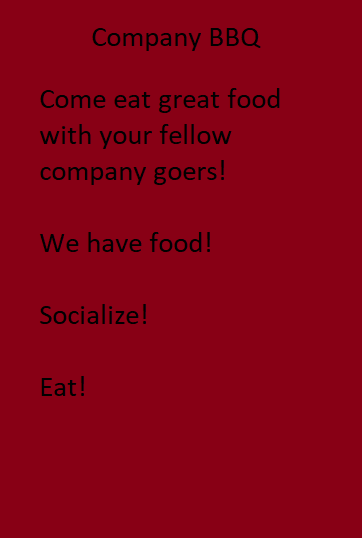 Company BBQ
Come eat great food
with your fellow
company goers!
We have food!
Socialize!
Eat!